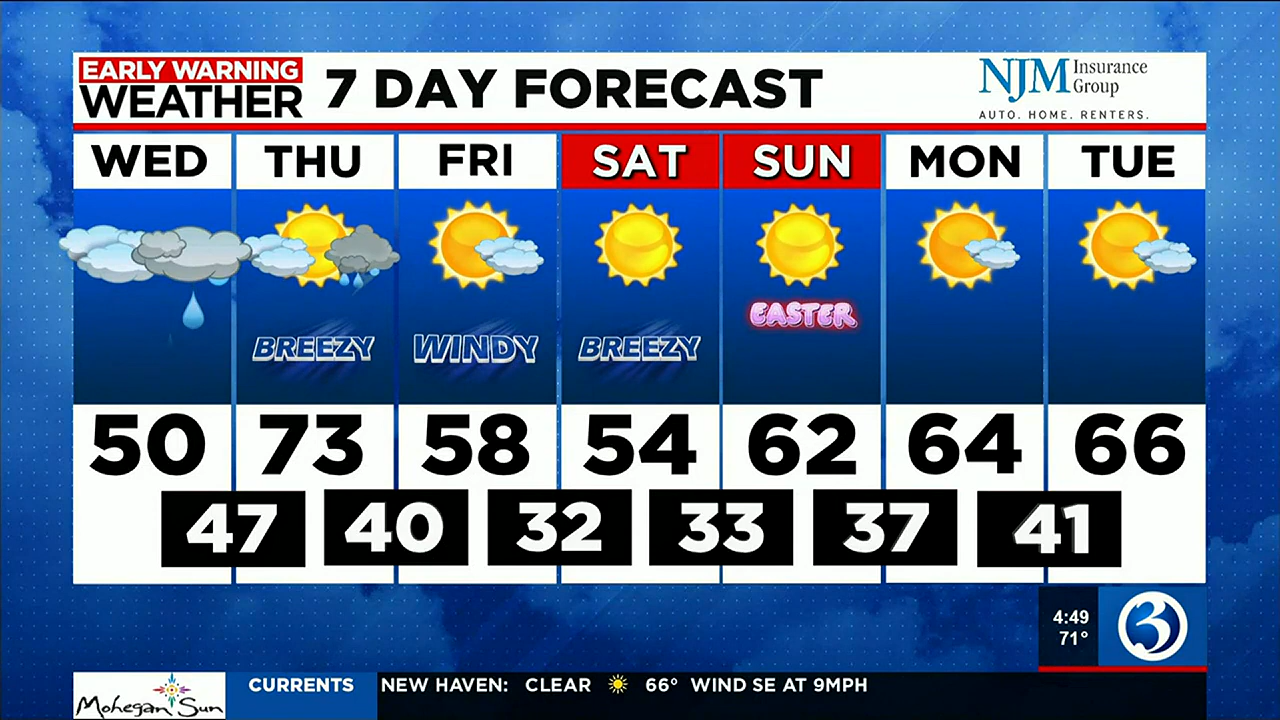 EARLY WARNING
WEATHER
7 DAY FORECAST
NJM Insurance Group
AUTO. HOME. RENTERS.
WED THU FRI SAT SUN MON TUE
EASTER
BREEZY WINDY BREEZY
50 73 58 54 62 64 66
47 40 32 33 37 41
4:49
71°
3
Mohegan Sun
CURRENTS NEW HAVEN: CLEAR 66° WIND SE AT 9MPH